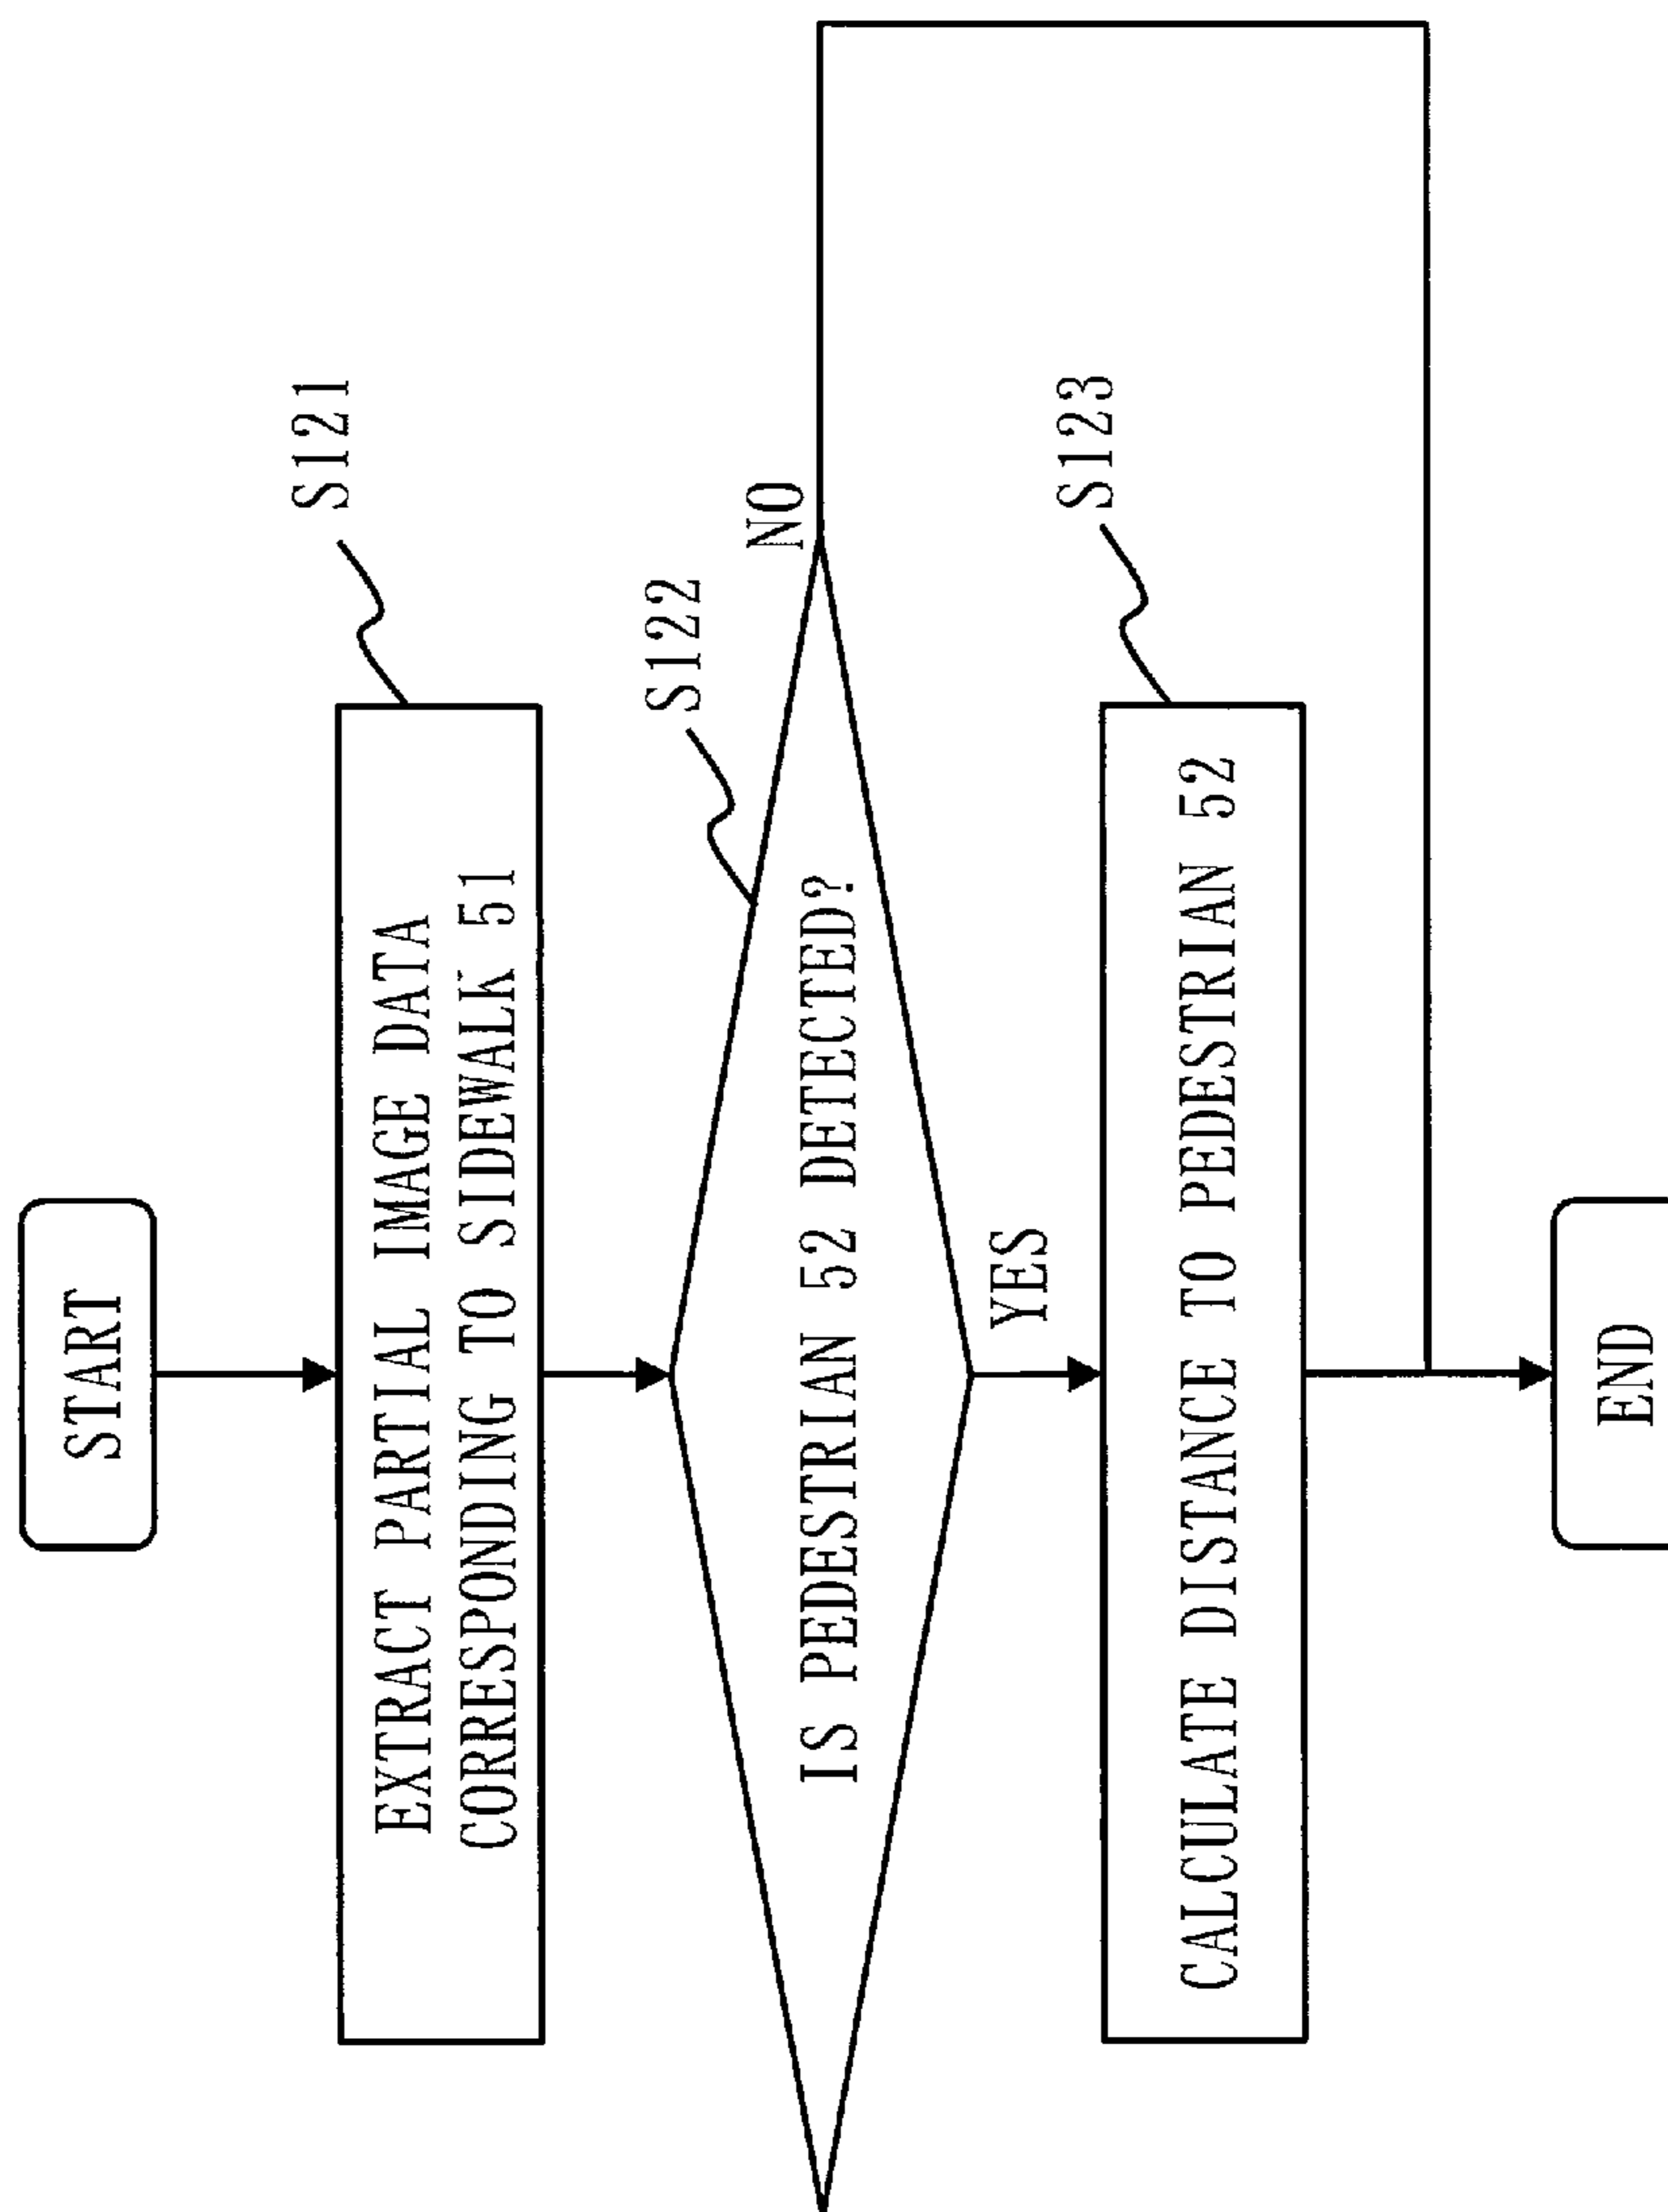 START
S121
EXTRACT PARTIAL IMAGE DATA
CORRESPONDING TO SIDEWALK 51
S122
NO
IS PEDESTRIAN 52 DETECTED?
YES
S123
CALCULATE DISTANCE TO PEDESTRIAN 52
END